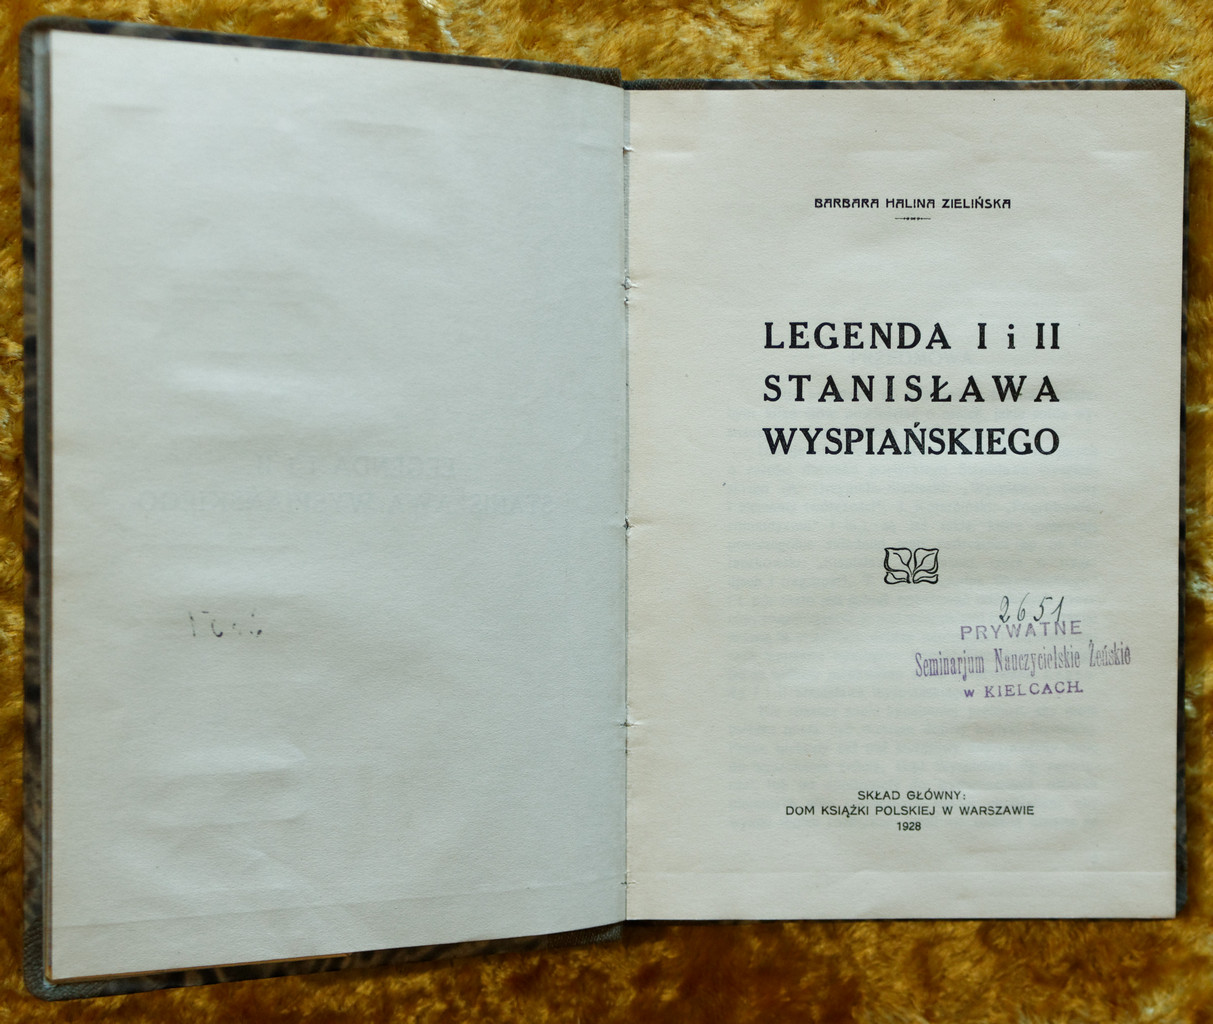 BARBARA HALINA ZIELIŃSKA
LEGENDA I i II
STANISŁAWA
WYSPIAŃSKIEGO
2651
PRYWATNE
Seminarjum Nauczycielskie Żeńskie
w KIELCACH.
SKŁAD GŁÓWNY:
DOM KSIĄŻKI POLSKIEJ W WARSZAWIE
1928